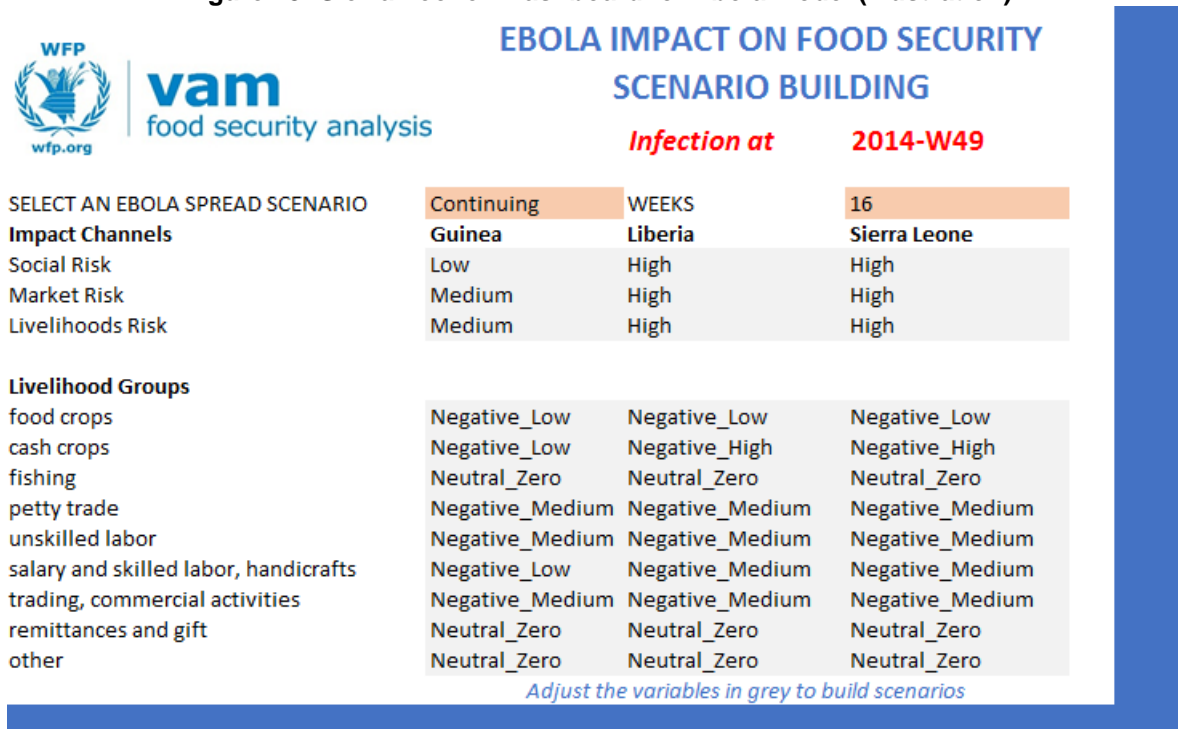 WFP
wfp.org
vam
food security analysis
EBOLA IMPACT ON FOOD SECURITY
SCENARIO BUILDING
Infection at 2014-W49
SELECT AN EBOLA SPREAD SCENARIO Continuing WEEKS 16
Impact Channels Guinea Liberia Sierra Leone
Social Risk Low High High
Market Risk Medium High High
Livelihoods Risk Medium High High
Livelihood Groups
food crops Negative_Low Negative_Low Negative_Low
cash crops Negative_Low Negative_High Negative_High
fishing Neutral_Zero Neutral_Zero Neutral_Zero
petty trade Negative_Medium Negative_Medium Negative_Medium
unskilled labor Negative_Medium Negative_Medium Negative_Medium
salary and skilled labor, handicrafts Negative_Low Negative_Medium Negative_Medium
trading, commercial activities Negative_Medium Negative_Medium Negative_Medium
remittances and gift Neutral_Zero Neutral_Zero Neutral_Zero
other Neutral_Zero Neutral_Zero Neutral_Zero
Adjust the variables in grey to build scenarios